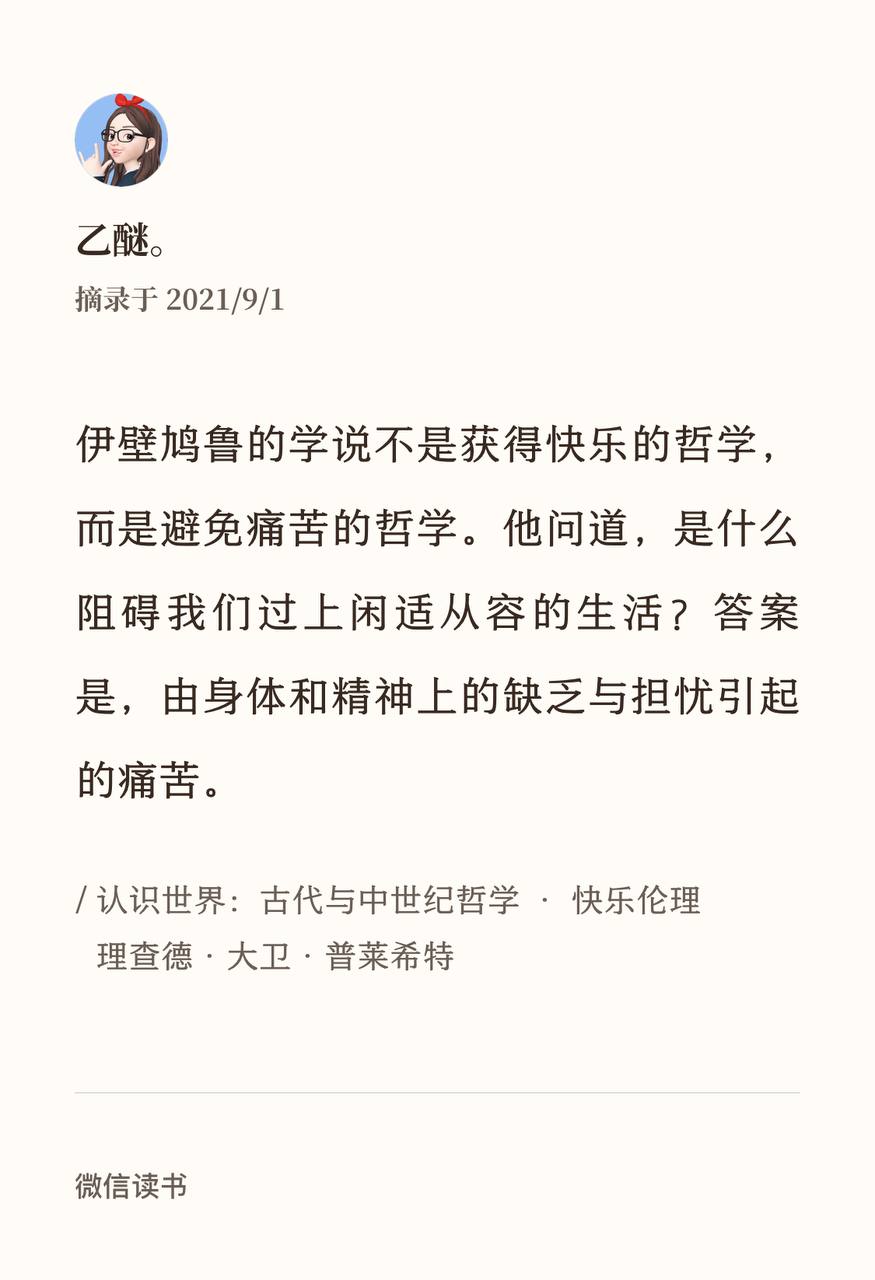 乙醚。
摘录于 2021/9/1
伊壁鸠鲁的学说不是获得快乐的哲学，
而是避免痛苦的哲学。他问道，是什么
阻碍我们过上闲适从容的生活？答案
是，由身体和精神上的缺乏与担忧引起
的痛苦。
/ 认识世界：古代与中世纪哲学 · 快乐伦理
理查德 · 大卫 · 普莱希特
微信读书